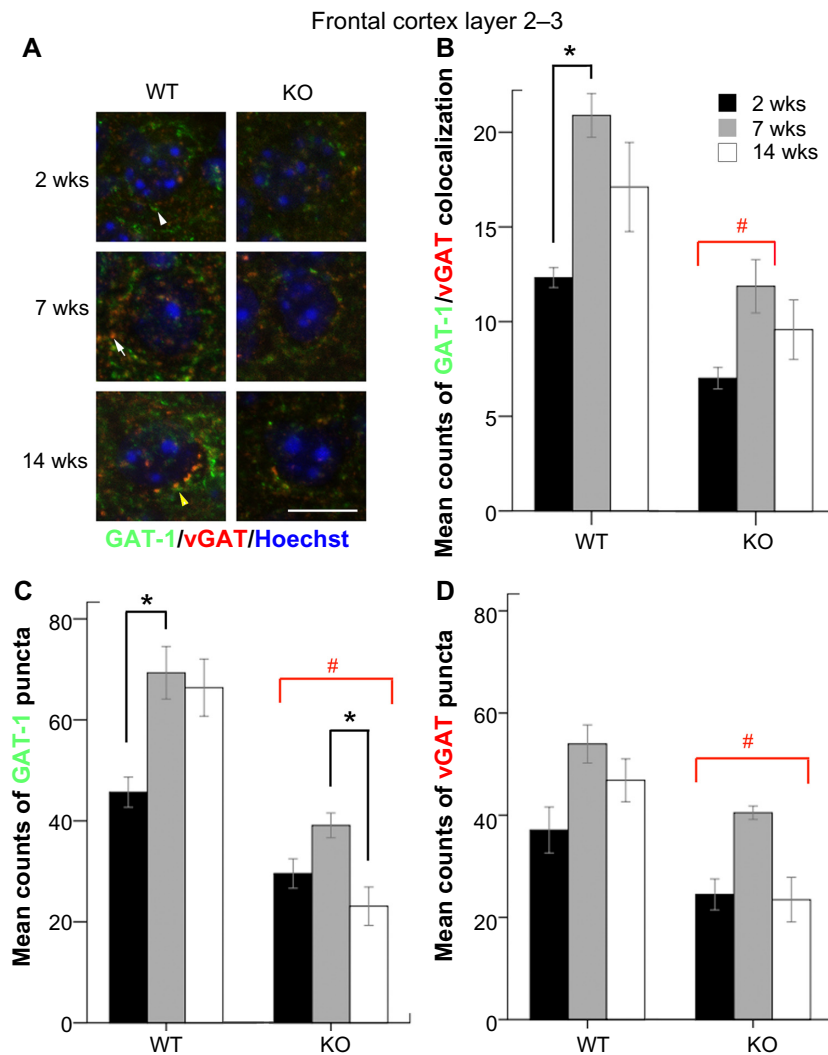 Frontal cortex layer 2–3
A
WT
KO
2 wks
7 wks
14 wks
GAT-1/vGAT/Hoechst
B
Mean counts of GAT-1/vGAT colocalization
20
15
10
5
0
*
#
2 wks
7 wks
14 wks
WT
KO
C
Mean counts of GAT-1 puncta
80
60
40
20
0
*
#
*
WT
KO
D
Mean counts of vGAT puncta
80
60
40
20
0
#
WT
KO